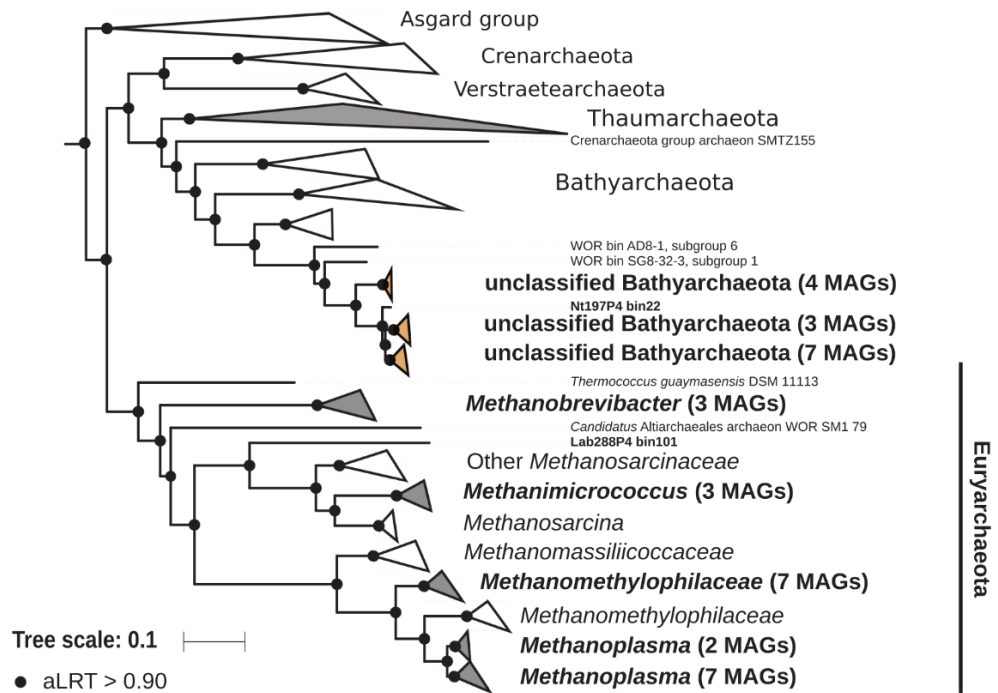 Asgard group
Crenarchaeota
Verstraetearchaeota
Thaumarchaeota
Crenarchaeota group archaeon SMTZ155
Bathyarchaeota
WOR bin AD8-1, subgroup 6
WOR bin SG8-32-3, subgroup 1
unclassified Bathyarchaeota (4 MAGs)
Nt197P4 bin22
unclassified Bathyarchaeota (3 MAGs)
unclassified Bathyarchaeota (7 MAGs)
Thermococcus guaymasensis DSM 11113
Methanobrevibacter (3 MAGs)
Candidatus Altiarchaeales archaeon WOR SM1 79
Lab288P4 bin101
Other Methanosarcinaceae
Methanimicrococcus (3 MAGs)
Methanosarcina
Methanomassiliicoccaceae
Methanomethylophilaceae (7 MAGs)
Methanomethylophilaceae
Methanoplasma (2 MAGs)
Methanoplasma (7 MAGs)
Euryarchaeota
Tree scale: 0.1
aLRT > 0.90